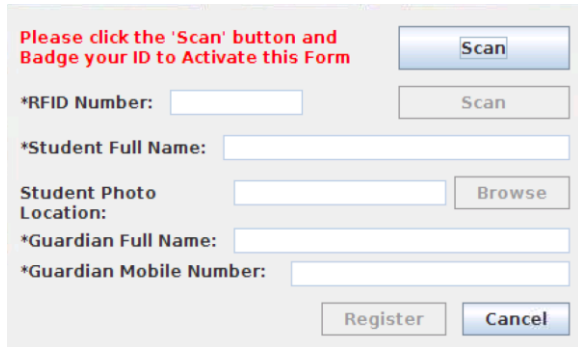 Please click the 'Scan' button and
Badge your ID to Activate this Form
Scan
*RFID Number:
Scan
*Student Full Name:
Student Photo
Location:
Browse
*Guardian Full Name:
*Guardian Mobile Number:
Register
Cancel